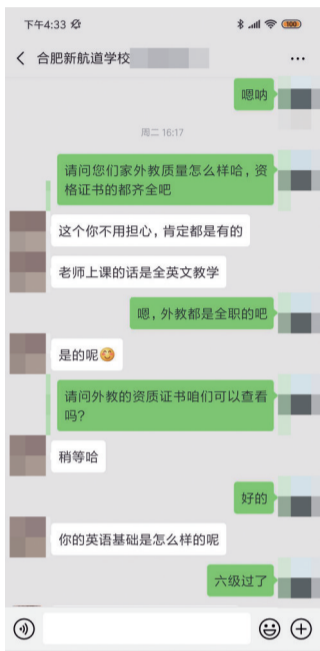 下午4:33
100
合肥新航道学校
嗯呐
周二 16:17
请问您们家外教质量怎么样哈，资
格证书的都齐全吧
这个你不用担心，肯定都是有的
老师上课的话是全英文教学
嗯，外教都是全职的吧
是的呢
请问外教的资质证书咱们可以查看
吗?
稍等哈
好的
你的英语基础是怎么样的呢
六级过了